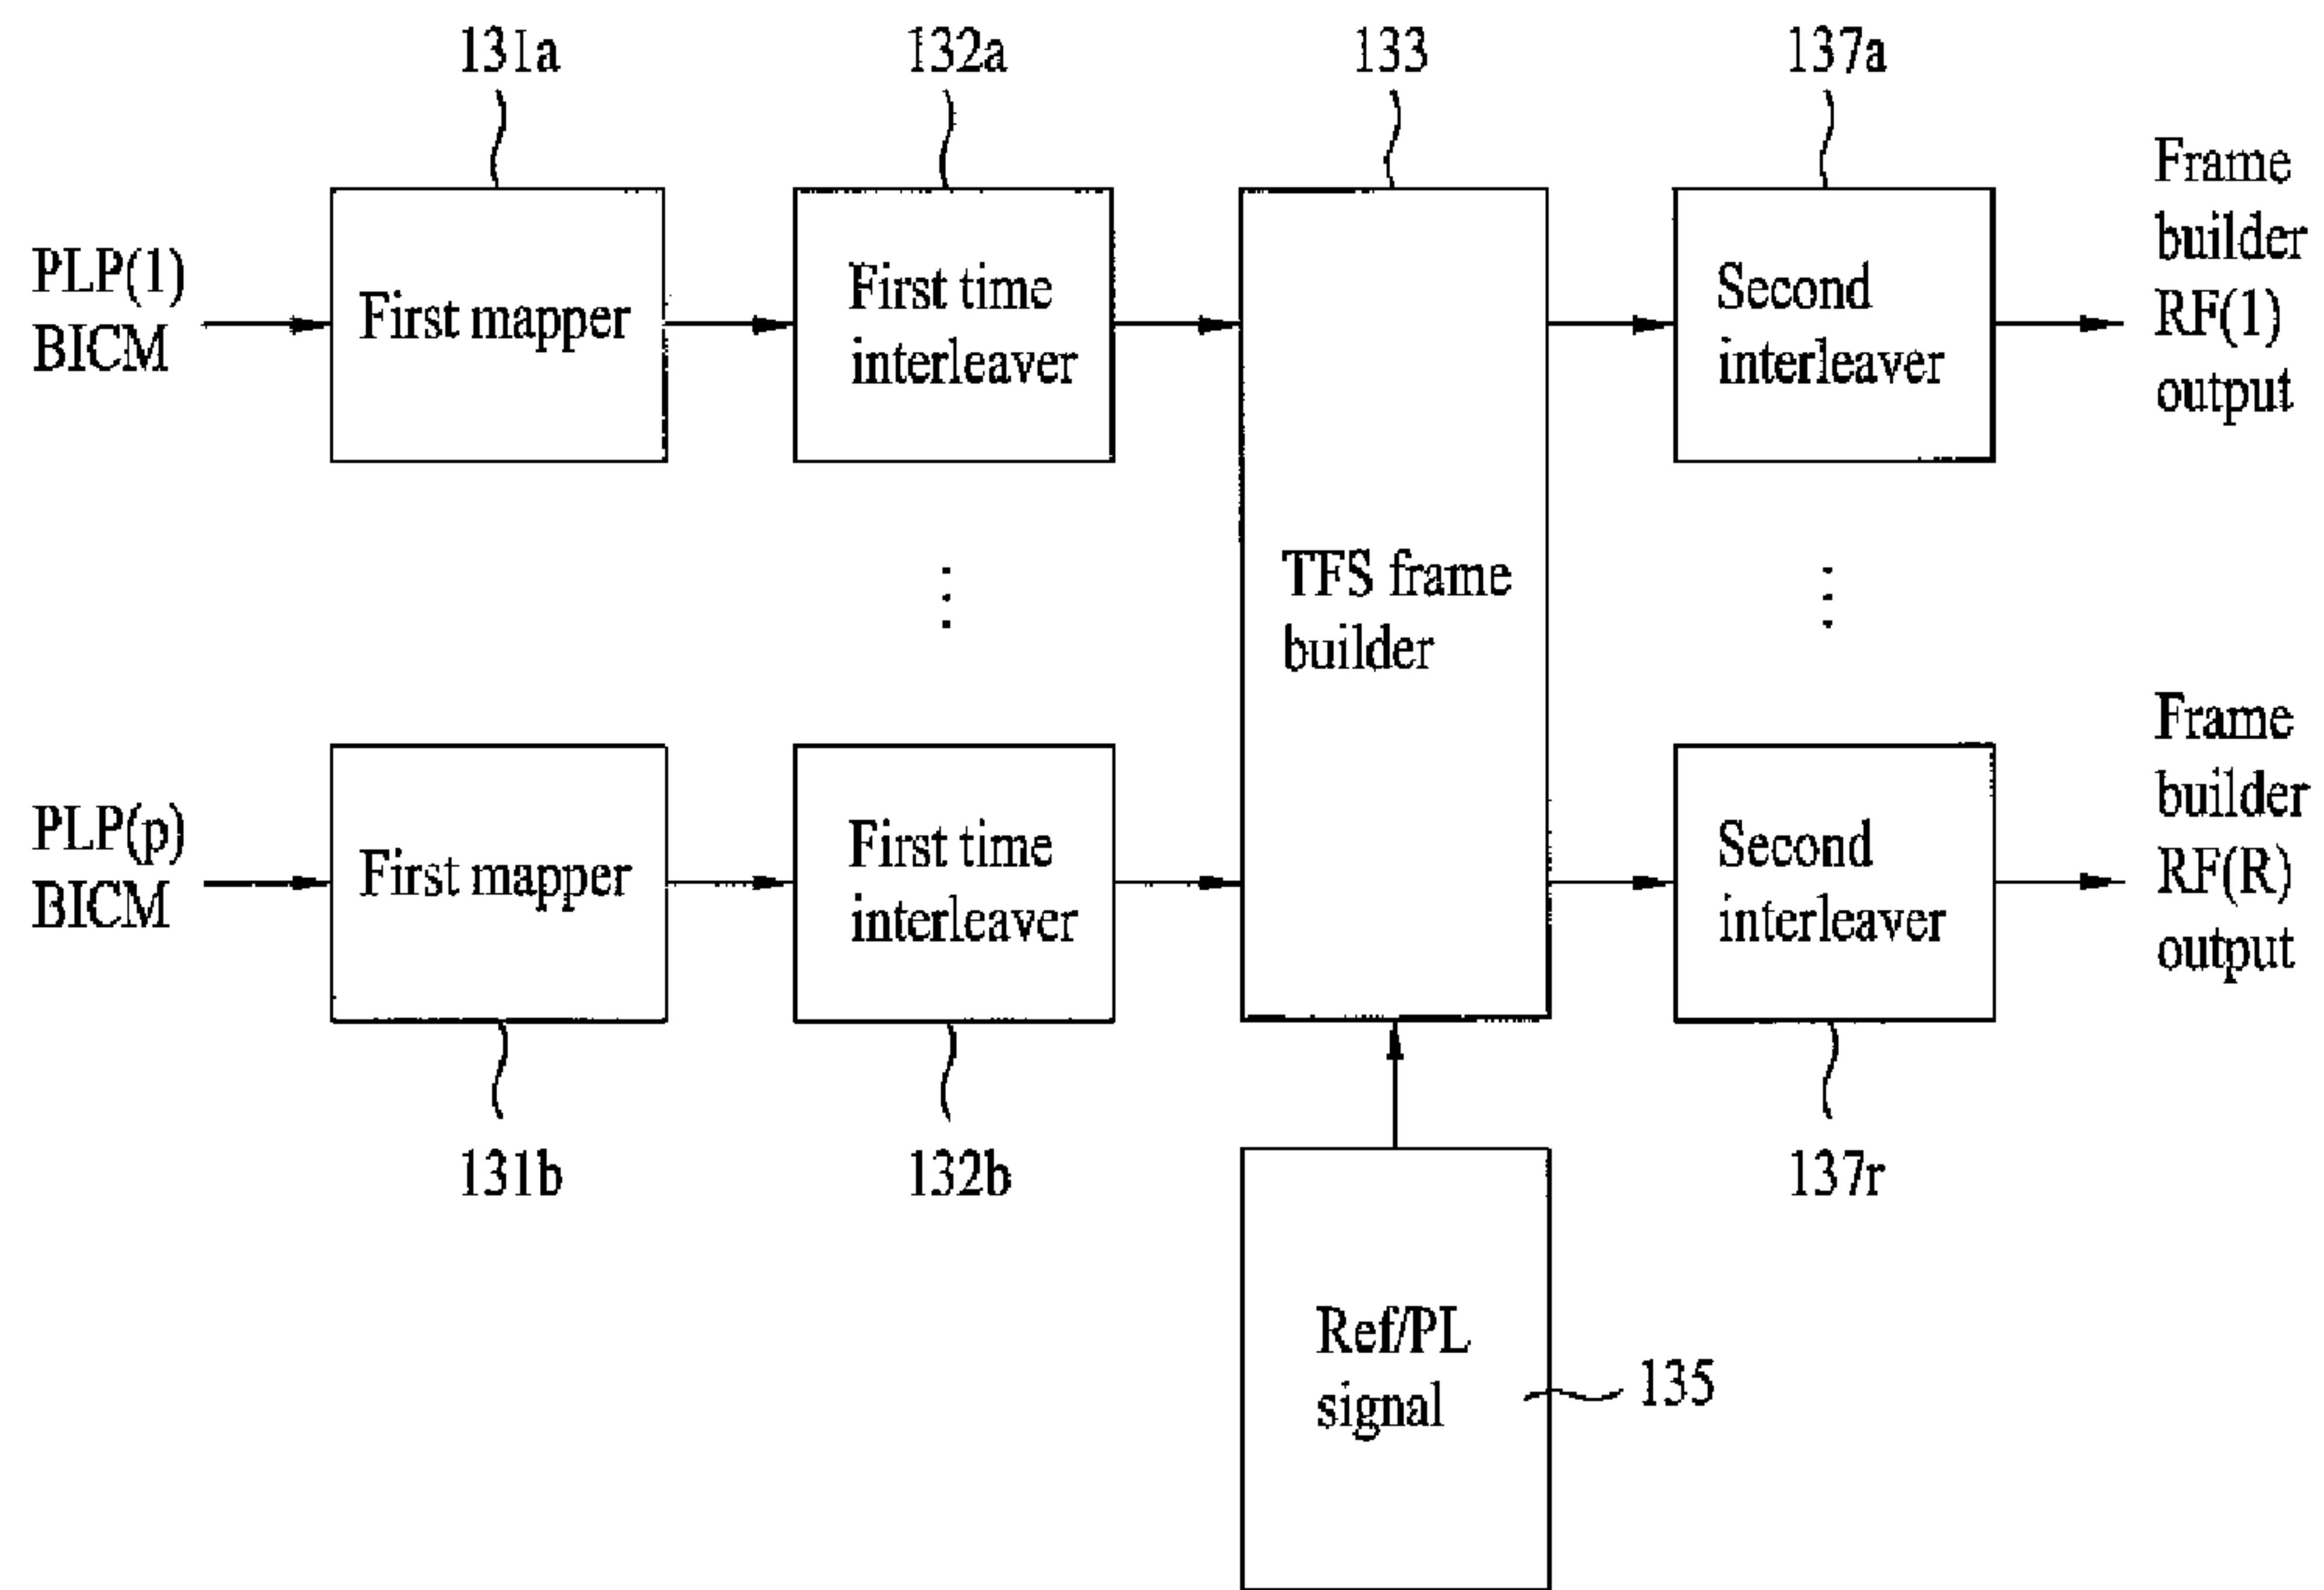 131a
132a
133
137a
PLP(1)
BICM
First mapper
First time
interleaver
Second
interleaver
Frame
builder
RF(1)
output
TFS frame
builder
PLP(p)
BICM
First mapper
First time
interleaver
Second
interleaver
Frame
builder
RF(R)
output
131b
132b
137r
Ref/PL
signal
135